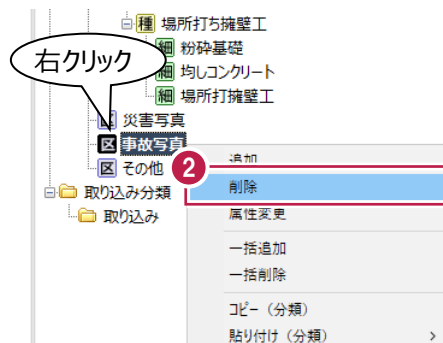 種 場所打ち擁壁工
細 粉砕基礎
右クリック
細 均しコンクリート
細 場所打擁壁工
区 災害写真
区 事故写真
追加
区 その他
2
削除
取り込み分類
属性変更
取り込み
一括追加
一括削除
コピー（分類）
貼り付け（分類） >